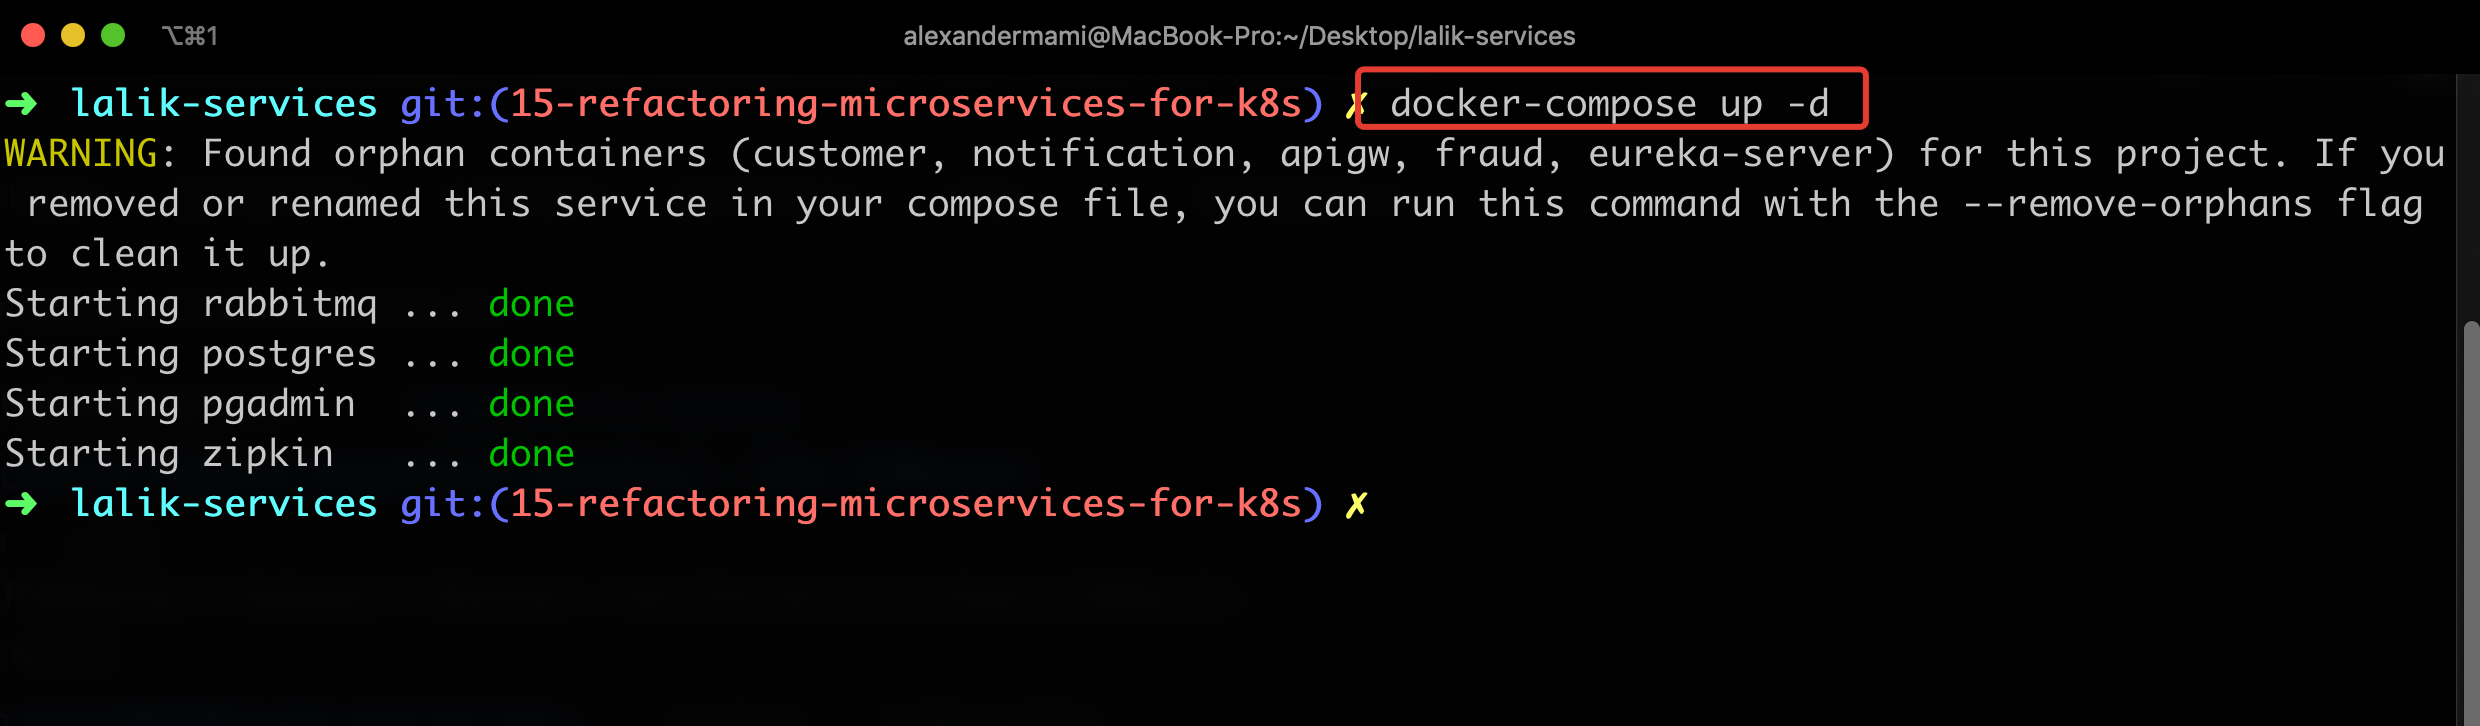 ⌥⌘1
alexandermami@MacBook-Pro:~/Desktop/lalik-services
➜ lalik-services git:(15-refactoring-microservices-for-k8s) ✗ docker-compose up -d
WARNING: Found orphan containers (customer, notification, apigw, fraud, eureka-server) for this project. If you
removed or renamed this service in your compose file, you can run this command with the --remove-orphans flag
to clean it up.
Starting rabbitmq ... done
Starting postgres ... done
Starting pgadmin  ... done
Starting zipkin   ... done
➜ lalik-services git:(15-refactoring-microservices-for-k8s) ✗